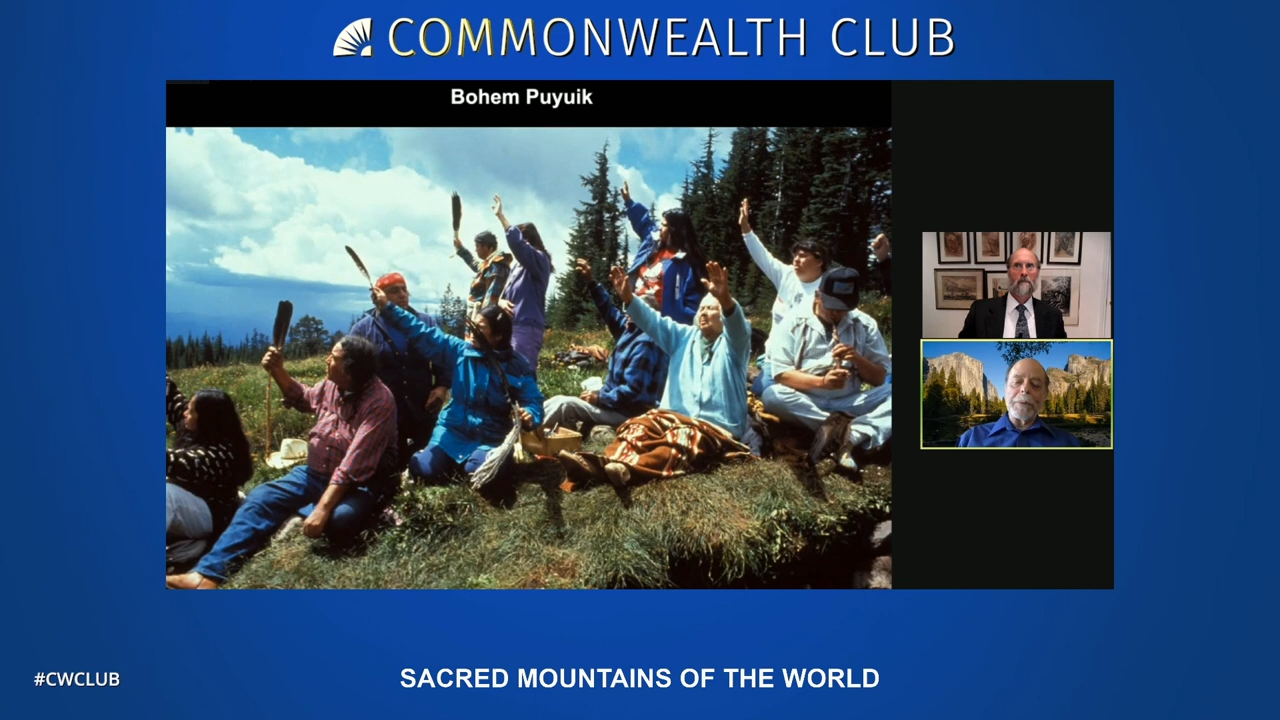 COMMONWEALTH CLUB
Bohem Puyuik
#CWCLUB
SACRED MOUNTAINS OF THE WORLD